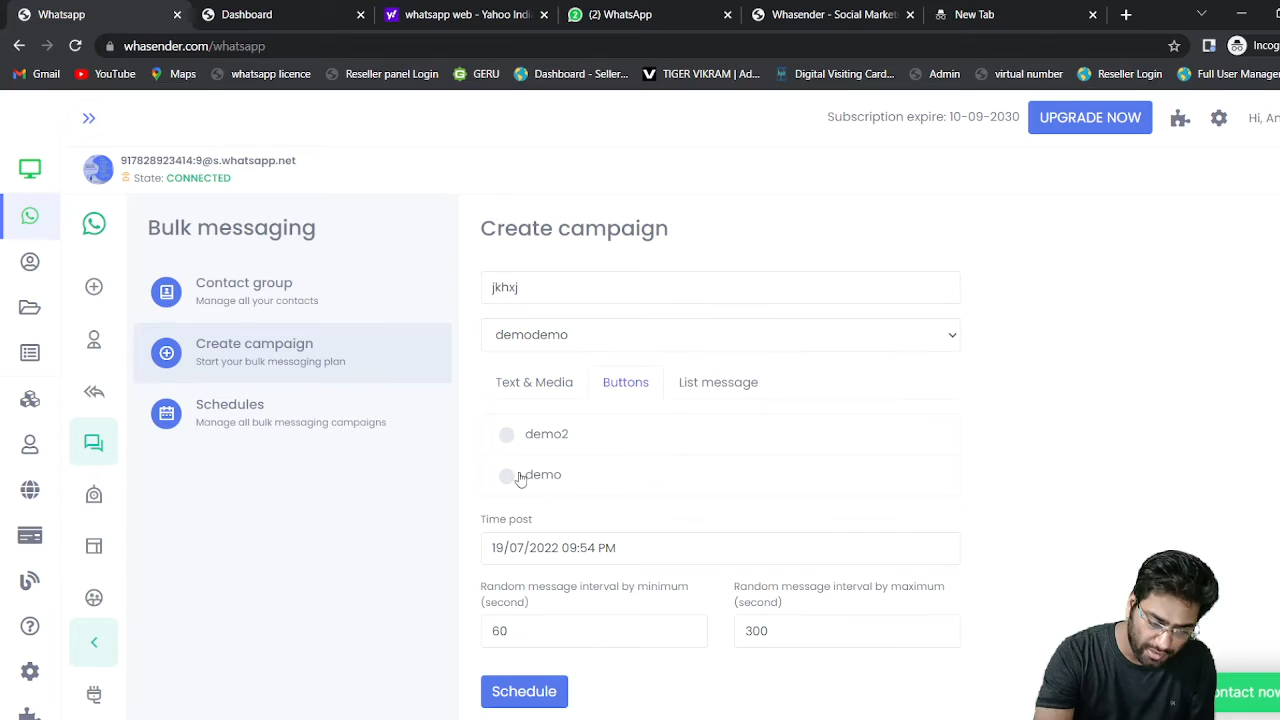 Whatsapp
Dashboard
whatsapp web - Yahoo Indi
(2) WhatsApp
Whasender - Social Market
New Tab
whasender.com/whatsapp
Incog
Gmail
YouTube
Maps
whatsapp licence
Reseller panel Login
GERU
Dashboard - Seller...
TIGER VIKRAM | Ad...
Digital Visiting Car...
Admin
virtual number
Reseller Login
Full User Manage
Subscription expire: 10-09-2030
UPGRADE NOW
Hi, An
917828923414:9@s.whatsapp.net
State: CONNECTED
Bulk messaging
Contact group
Manage all your contacts
Create campaign
Start your bulk messaging plan
Schedules
Manage all bulk messaging campaigns
Create campaign
jkhxj
demodemo
Text & Media
Buttons
List message
demo2
demo
Time post
19/07/2022 09:54 PM
Random message interval by minimum
(second)
Random message interval by maximum
(second)
60
300
Schedule
ontact now